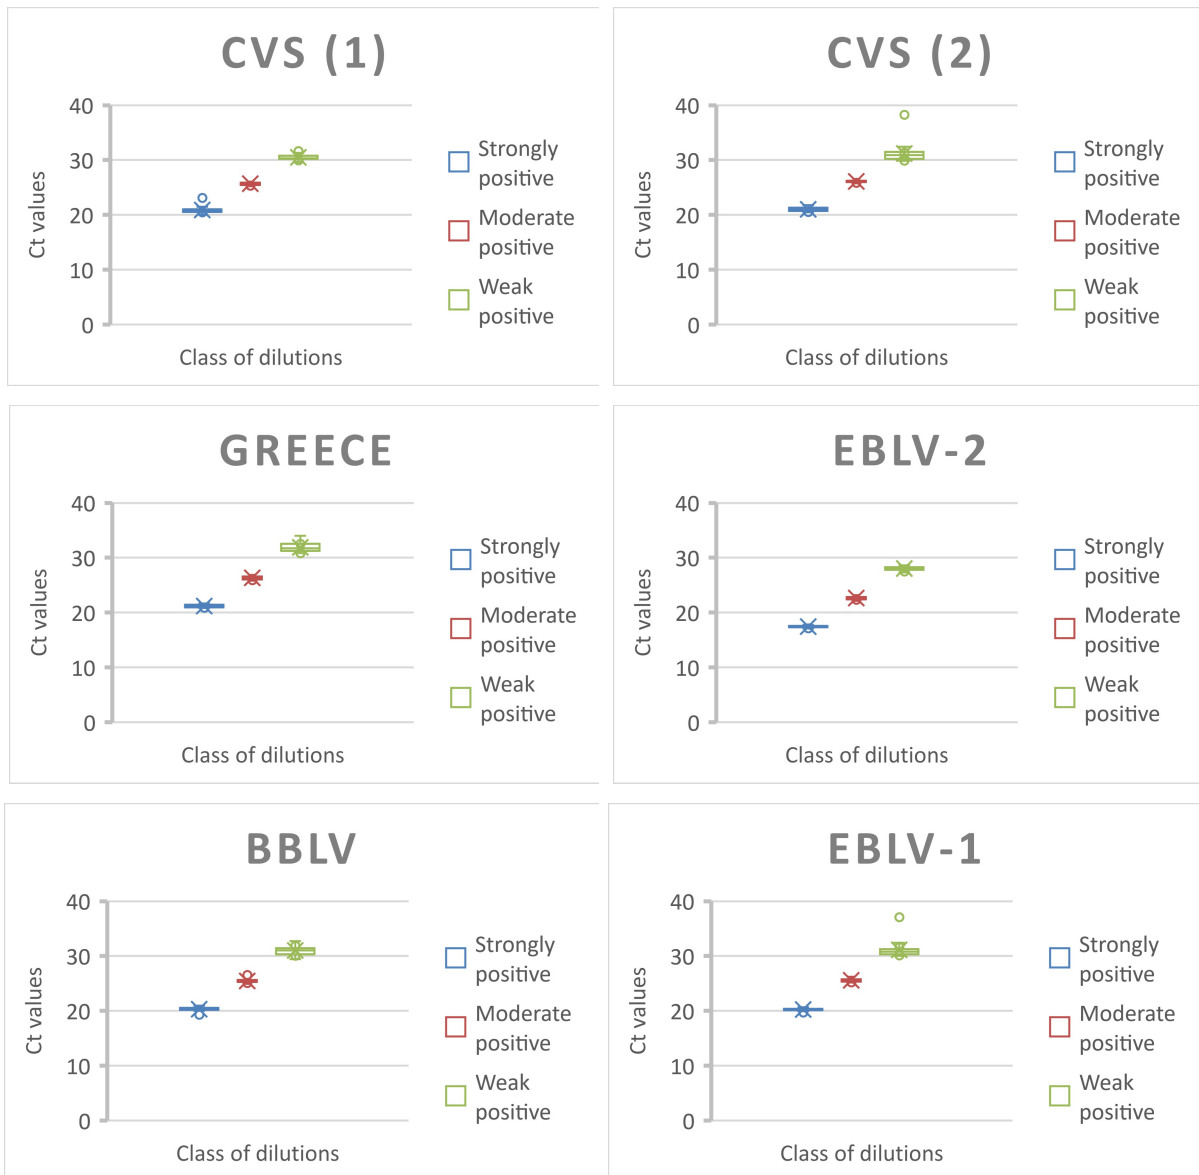 CVS (1)
40
30
20
10
0
Ct values
Class of dilutions
Strongly
positive
Moderate
positive
Weak
positive
CVS (2)
40
30
20
10
0
Ct values
Class of dilutions
Strongly
positive
Moderate
positive
Weak
positive
GREECE
40
30
20
10
0
Ct values
Class of dilutions
Strongly
positive
Moderate
positive
Weak
positive
EBLV-2
40
30
20
10
0
Ct values
Class of dilutions
Strongly
positive
Moderate
positive
Weak
positive
BBLV
40
30
20
10
0
Ct values
Class of dilutions
Strongly
positive
Moderate
positive
Weak
positive
EBLV-1
40
30
20
10
0
Ct values
Class of dilutions
Strongly
positive
Moderate
positive
Weak
positive